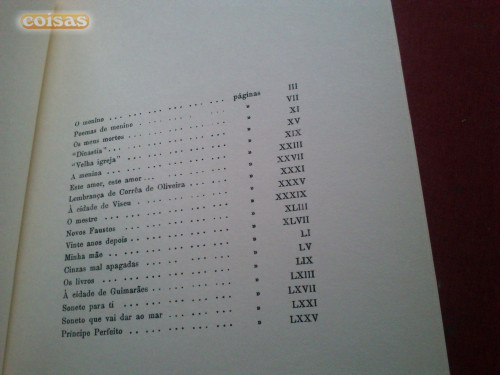 coisas
O menino ... ... ... ... ... páginas III
Poemas de menino ... ... ... ... » VII
Os meus mortos ... ... ... ... » XI
"Dinastia" ... ... ... ... ... » XV
"Velha igreja" ... ... ... ... » XIX
A menina ... ... ... ... ... » XXIII
Este amor, este amor... ... ... ... » XXVII
Lembrança de Corrêa de Oliveira ... ... » XXXI
À cidade de Viseu ... ... ... ... » XXXV
O mestre ... ... ... ... ... » XXXIX
Novos Faustos ... ... ... ... » XLIII
Vinte anos depois ... ... ... ... » XLVII
Minha mãe ... ... ... ... ... » LI
Cinzas mal apagadas ... ... ... ... » LV
Os livros ... ... ... ... ... » LIX
À cidade de Guimarães ... ... ... ... » LXIII
Soneto para ti ... ... ... ... » LXVII
Soneto que vai dar ao mar ... ... ... » LXXI
Príncipe Perfeito ... ... ... ... » LXXV